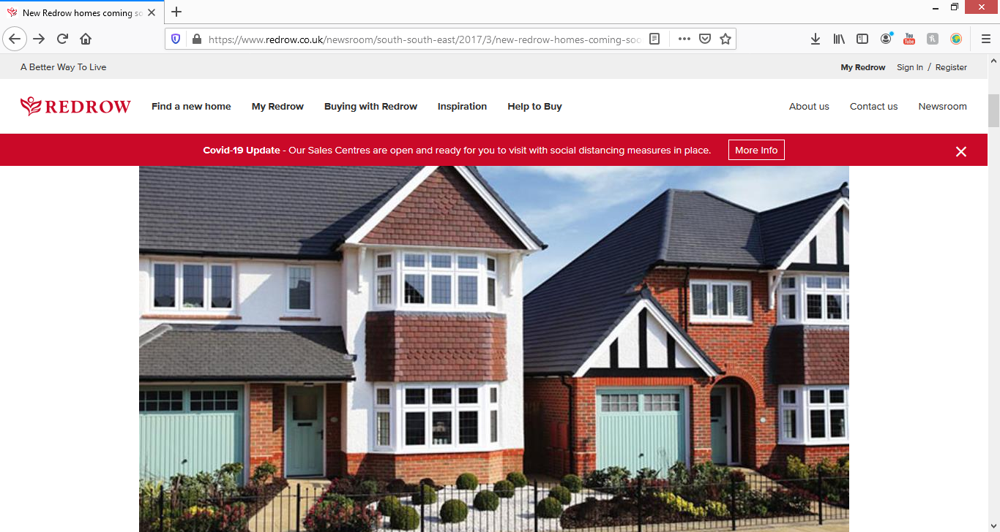 New Redrow homes coming so
https://www.redrow.co.uk/newsroom/south-south-east/2017/3/new-redrow-homes-coming-soo
You Tube
A Better Way To Live
My Redrow Sign In / Register
REDROW
Find a new home My Redrow Buying with Redrow Inspiration Help to Buy About us Contact us Newsroom
Covid-19 Update - Our Sales Centres are open and ready for you to visit with social distancing measures in place. More Info